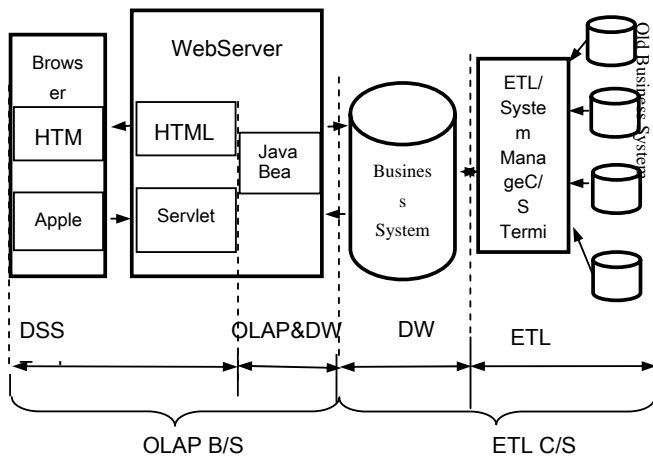 WebServer
Brows
er
HTM
Apple
HTML
Servlet
Java
Bea
Busines
s
System
ETL/
Syste
m
Mana
geC/
S
Termi
Old Business System
DSS
OLAP&DW
DW
ETL
OLAP B/S
ETL C/S